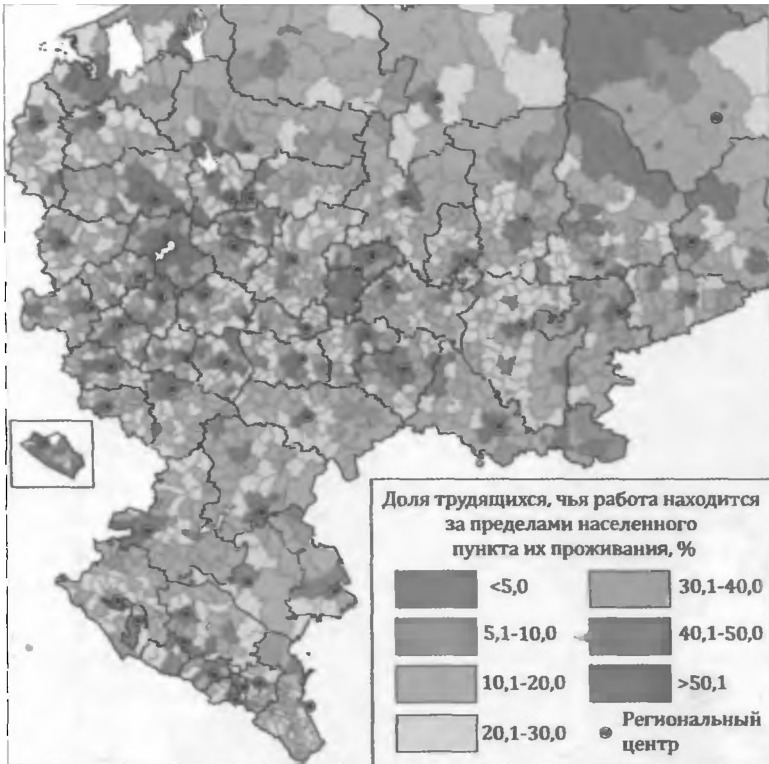 Доля трудящихся, чья работа находится
за пределами населенного
пункта их проживания, %
<5,0
5,1-10,0
10,1-20,0
20,1-30,0
30,1-40,0
40,1-50,0
>50,1
Региональный
центр